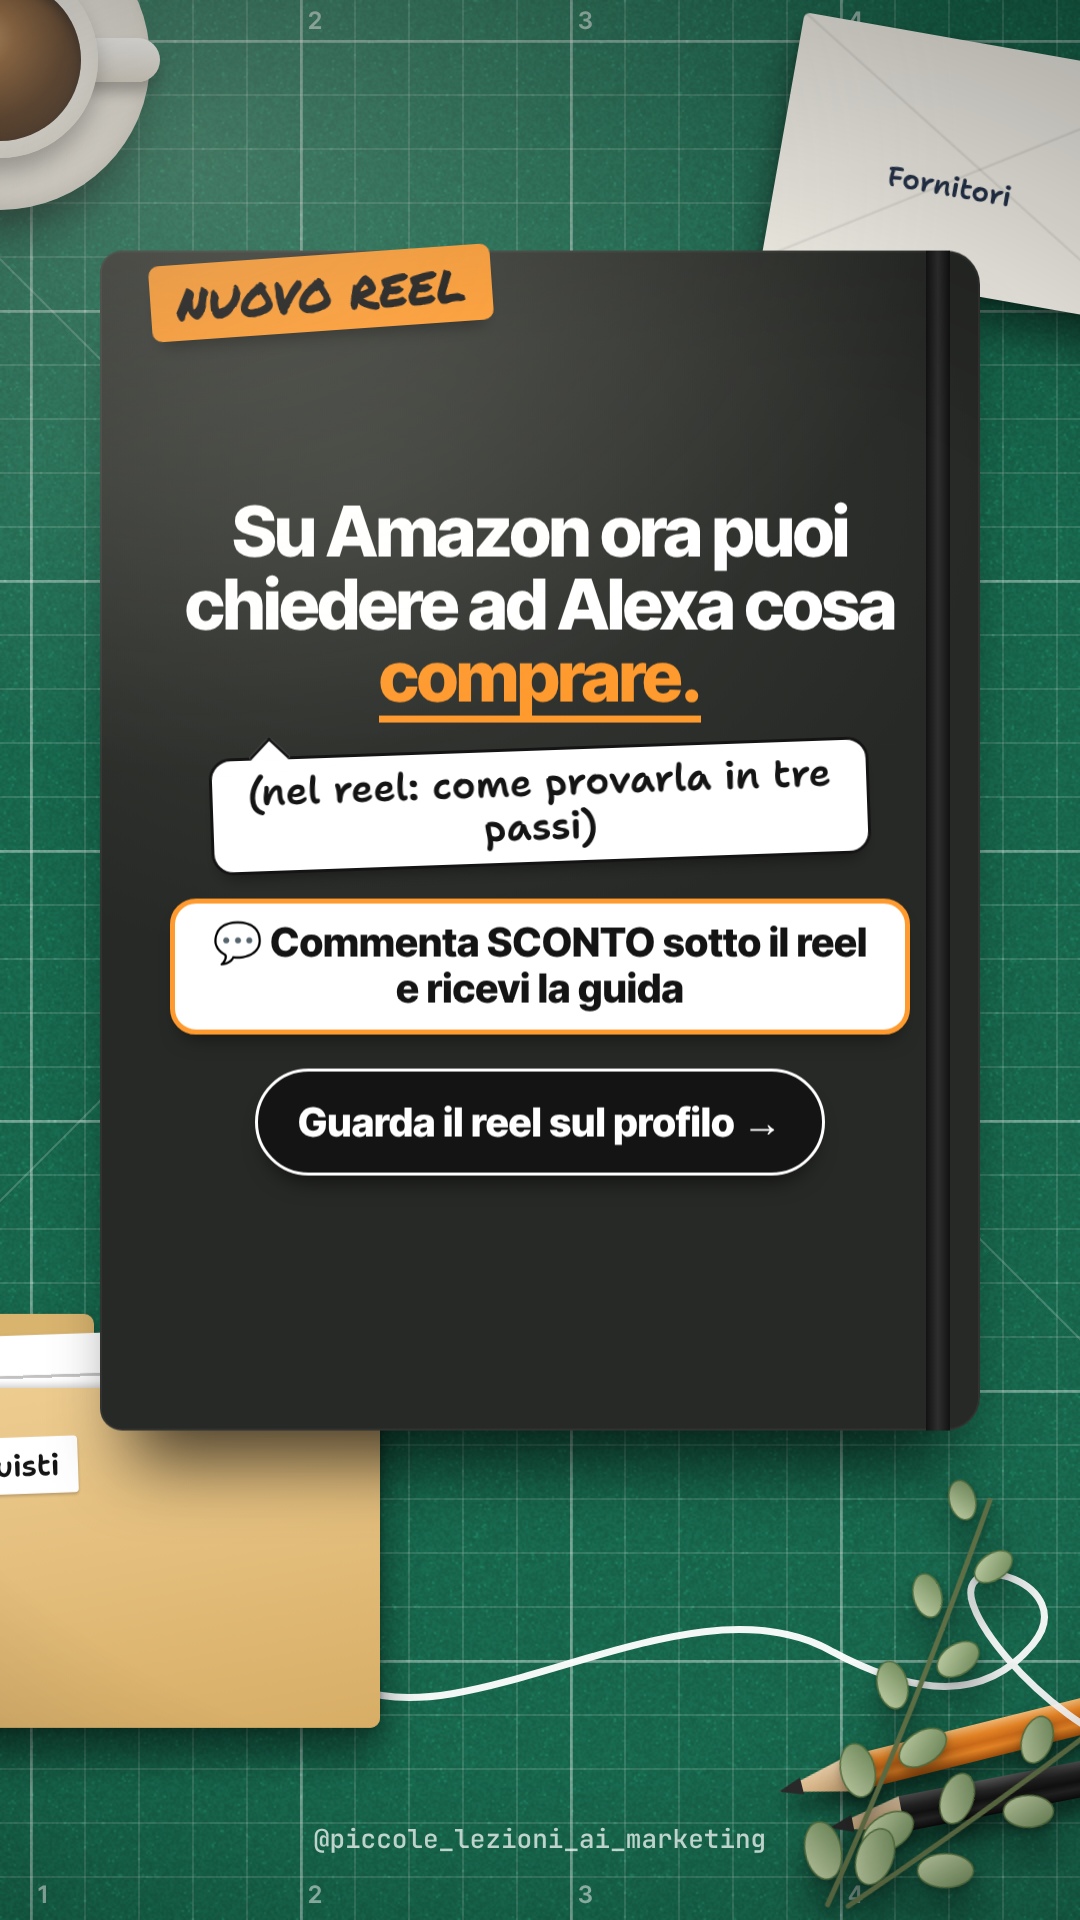 2
3
4
Fornitori
NUOVO REEL
Su Amazon ora puoi
chiedere ad Alexa cosa
comprare.
(nel reel: come provarla in tre
passi)
💬 Commenta SCONTO sotto il reel
e ricevi la guida
Guarda il reel sul profilo →
uisti
@piccole_lezioni_ai_marketing
1
2
3
4